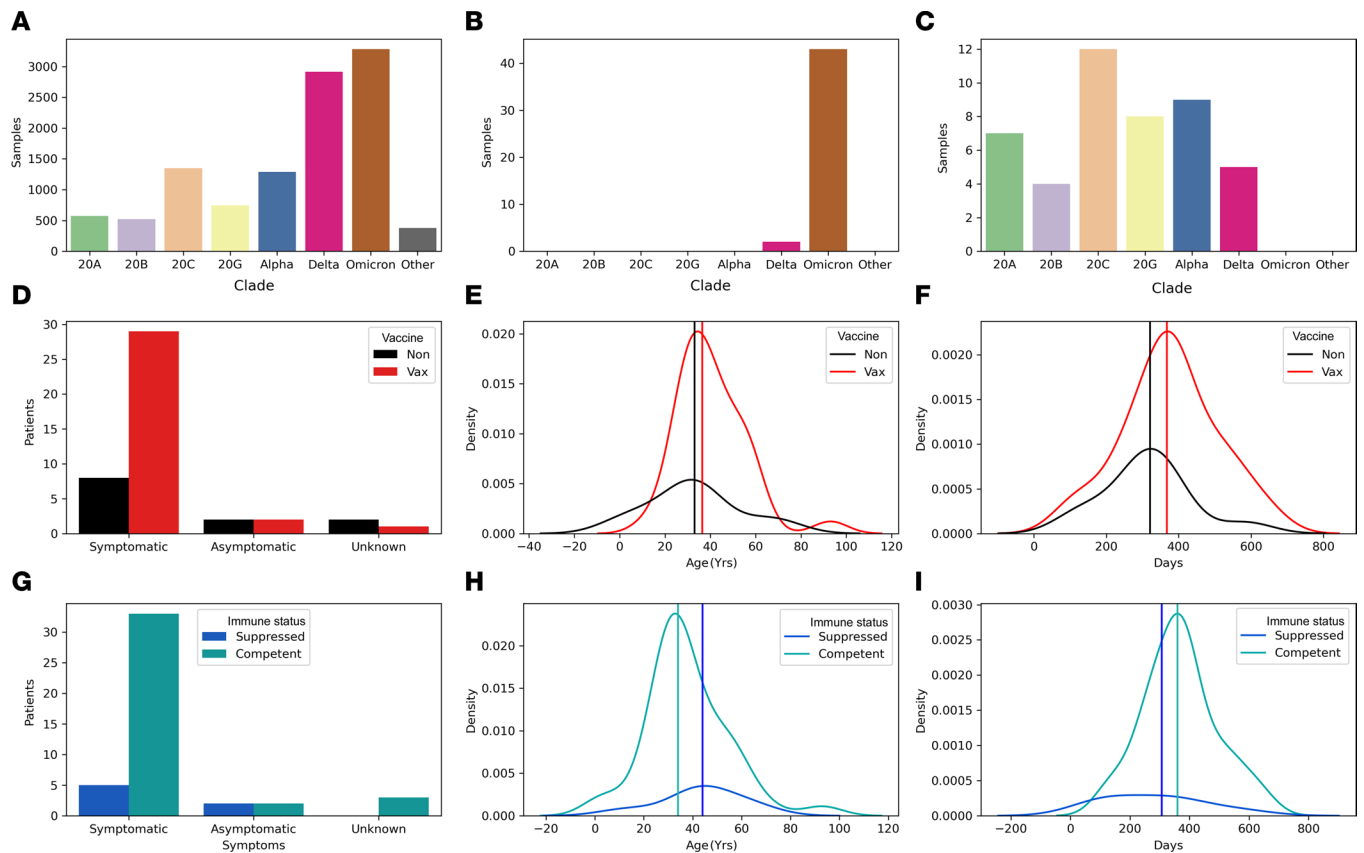 A
Samples
3000
2500
2000
1500
1000
500
0
20A 20B 20C 20G Alpha Delta Omicron Other
Clade
B
Samples
40
30
20
10
0
20A 20B 20C 20G Alpha Delta Omicron Other
Clade
C
Samples
12
10
8
6
4
2
0
20A 20B 20C 20G Alpha Delta Omicron Other
Clade
D
Patients
30
25
20
15
10
5
0
Vaccine
Non
Vax
Symptomatic Asymptomatic Unknown
E
Density
0.020
0.015
0.010
0.005
0.000
Vaccine
Non
Vax
−40 −20 0 20 40 60 80 100 120
Age(Yrs)
F
Density
0.0020
0.0015
0.0010
0.0005
0.0000
Vaccine
Non
Vax
0 200 400 600 800
Days
G
Patients
30
25
20
15
10
5
0
Immune status
Suppressed
Competent
Symptomatic Asymptomatic Unknown
Symptoms
H
Density
0.020
0.015
0.010
0.005
0.000
Immune status
Suppressed
Competent
−20 0 20 40 60 80 100 120
Age(Yrs)
I
Density
0.0030
0.0025
0.0020
0.0015
0.0010
0.0005
0.0000
Immune status
Suppressed
Competent
−200 0 200 400 600 800
Days